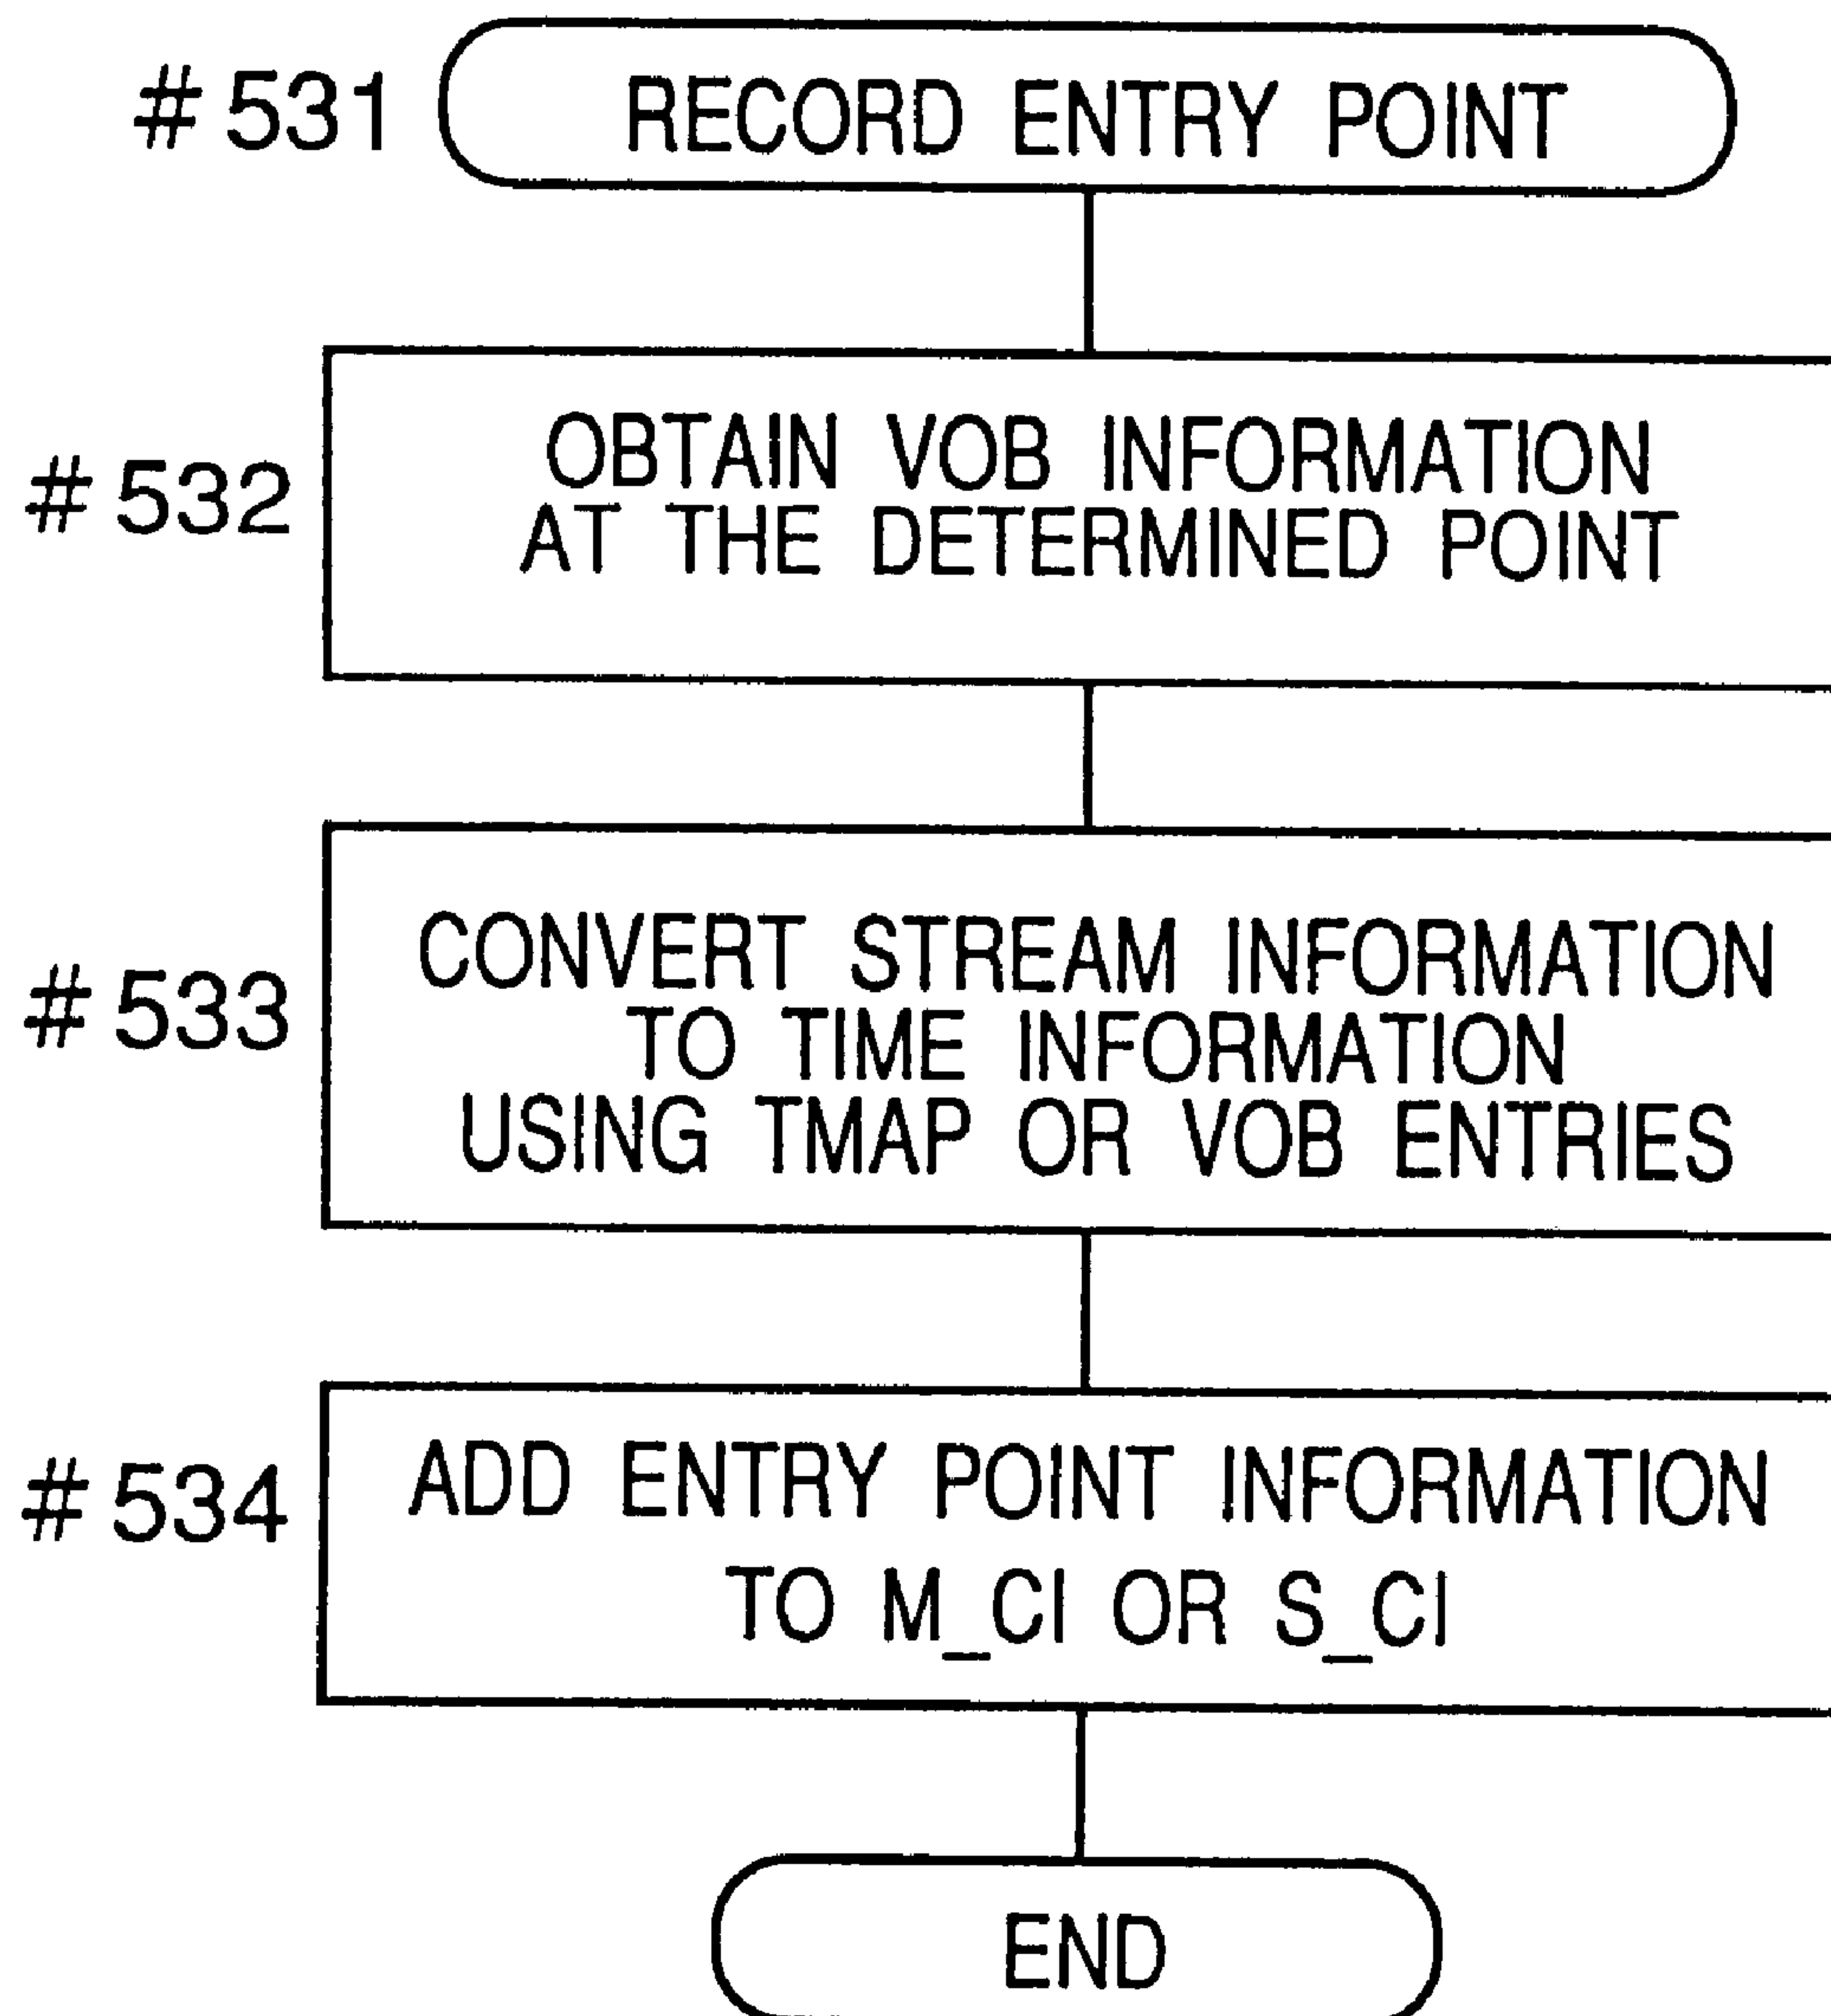 #531 RECORD ENTRY POINT
#532 OBTAIN VOB INFORMATION
AT THE DETERMINED POINT
#533 CONVERT STREAM INFORMATION
TO TIME INFORMATION
USING TMAP OR VOB ENTRIES
#534 ADD ENTRY POINT INFORMATION
TO M_CI OR S_CI
END